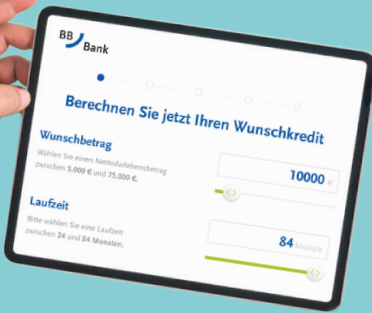 BB
Bank
Berechnen Sie jetzt Ihren Wunschkredit
Wunschbetrag
Wählen Sie einen Nettodarlehensbetrag
zwischen 5.000 € und 75.000 €.
10000 €
Laufzeit
Bitte wählen Sie eine Laufzeit
zwischen 24 und 84 Monaten.
84 Monate